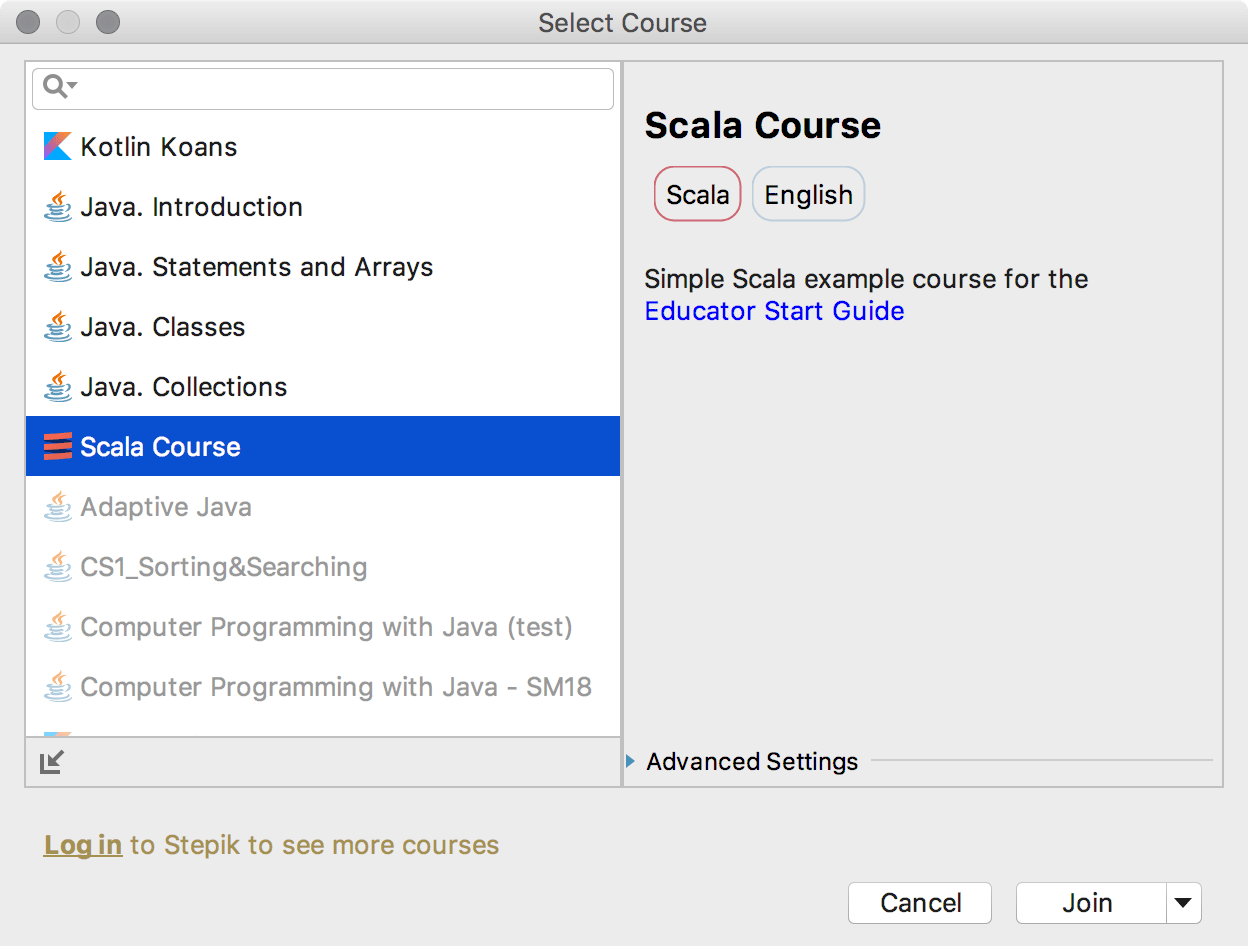 Select Course
Kotlin Koans
Java. Introduction
Java. Statements and Arrays
Java. Classes
Java. Collections
Scala Course
Adaptive Java
CS1_Sorting&Searching
Computer Programming with Java (test)
Computer Programming with Java - SM18
Scala Course
Scala English
Simple Scala example course for the
Educator Start Guide
Advanced Settings
Log in to Stepik to see more courses
Cancel Join